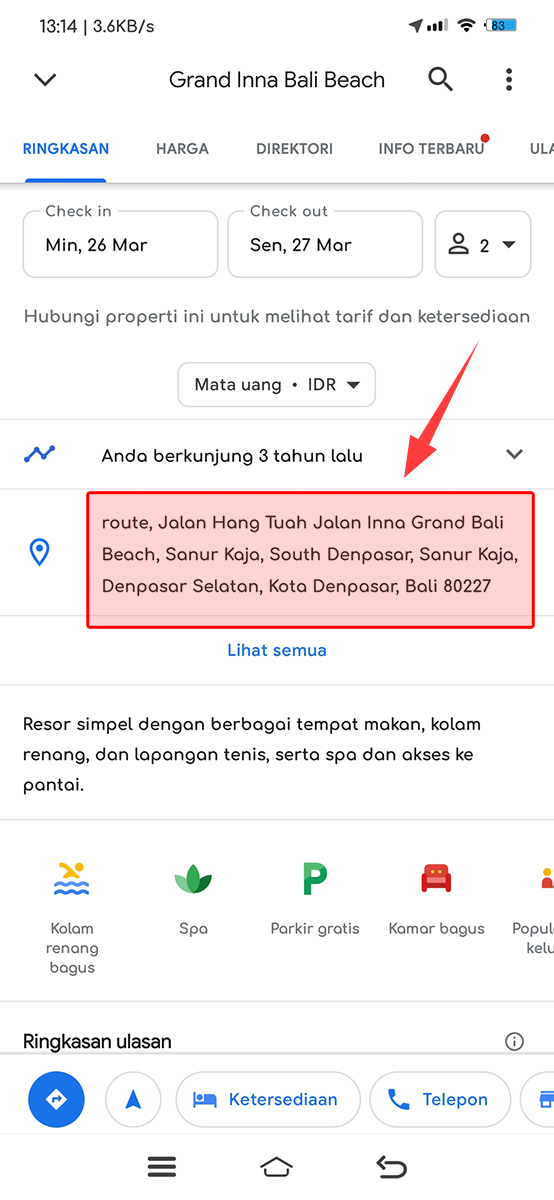 13:14 | 3.6KB/s
83
Grand Inna Bali Beach
RINGKASAN HARGA DIREKTORI INFO TERBARU ULA
Check in Check out
Min, 26 Mar Sen, 27 Mar 2
Hubungi properti ini untuk melihat tarif dan ketersediaan
Mata uang • IDR
Anda berkunjung 3 tahun lalu
route, Jalan Hang Tuah Jalan Inna Grand Bali
Beach, Sanur Kaja, South Denpasar, Sanur Kaja,
Denpasar Selatan, Kota Denpasar, Bali 80227
Lihat semua
Resor simpel dengan berbagai tempat makan, kolam
renang, dan lapangan tenis, serta spa dan akses ke
pantai.
P
Kolam
renang
bagus
Spa
Parkir gratis
Kamar bagus
Popul
kelu
Ringkasan ulasan
Ketersediaan Telepon